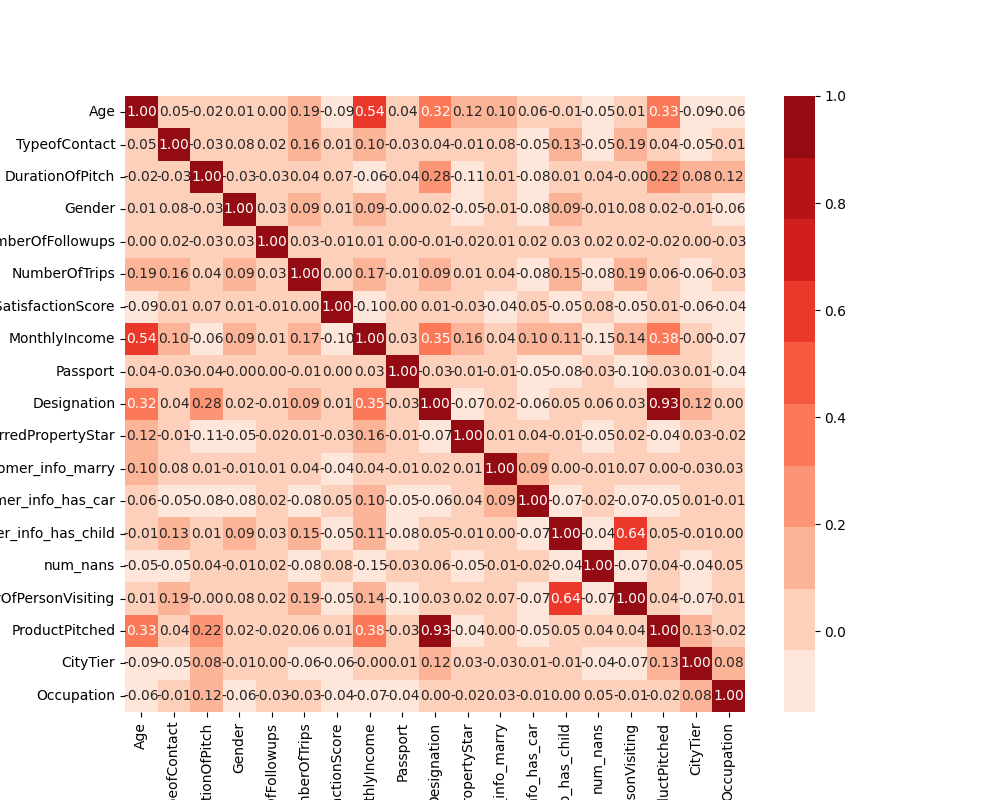 Age 1.00 0.05 -0.02 0.01 0.00 0.19 -0.09 0.54 0.04 0.32 0.12 0.10 0.06 -0.01 -0.05 0.01 0.33 -0.09 -0.06
TypeofContact 0.05 1.00 -0.03 0.08 0.02 0.16 0.01 0.10 -0.03 0.04 -0.01 0.08 -0.05 0.13 -0.05 0.19 0.04 -0.05 -0.01
DurationOfPitch -0.02 -0.03 1.00 -0.03 -0.03 0.04 0.07 -0.06 -0.04 0.28 -0.11 0.01 -0.08 0.01 0.04 -0.00 0.22 0.08 0.12
Gender 0.01 0.08 -0.03 1.00 0.03 0.09 0.01 0.09 -0.00 0.02 -0.05 -0.01 -0.08 0.09 -0.01 0.08 0.02 -0.01 -0.06
mberOfFollowups 0.00 0.02 -0.03 0.03 1.00 0.03 -0.01 0.01 0.00 -0.01 -0.02 0.01 0.02 0.03 0.02 0.02 -0.02 0.00 -0.03
NumberOfTrips 0.19 0.16 0.04 0.09 0.03 1.00 0.00 0.17 -0.01 0.09 0.01 0.04 -0.08 0.15 -0.08 0.19 0.06 -0.06 -0.03
SatisfactionScore -0.09 0.01 0.07 0.01 -0.01 0.00 1.00 -0.10 0.00 0.01 -0.03 -0.04 0.05 -0.05 0.08 -0.05 0.01 -0.06 -0.04
MonthlyIncome 0.54 0.10 -0.06 0.09 0.01 0.17 -0.10 1.00 0.03 0.35 0.16 0.04 0.10 0.11 -0.15 0.14 0.38 -0.00 -0.07
Passport 0.04 -0.03 -0.04 -0.00 0.00 -0.01 0.00 0.03 1.00 -0.03 -0.01 -0.01 -0.05 -0.08 -0.03 -0.10 -0.03 0.01 -0.04
Designation 0.32 0.04 0.28 0.02 -0.01 0.09 0.01 0.35 -0.03 1.00 -0.07 0.02 -0.06 0.05 0.06 0.03 0.93 0.12 0.00
rredPropertyStar 0.12 -0.01 -0.11 -0.05 -0.02 0.01 -0.03 0.16 -0.01 -0.07 1.00 0.01 0.04 -0.01 -0.05 0.02 -0.04 0.03 -0.02
omer_info_marry 0.10 0.08 0.01 -0.01 0.01 0.04 -0.04 0.04 -0.01 0.02 0.01 1.00 0.09 0.00 -0.01 0.07 0.00 -0.03 0.03
mer_info_has_car 0.06 -0.05 -0.08 -0.08 0.02 -0.08 0.05 0.10 -0.05 -0.06 0.04 0.09 1.00 -0.07 -0.02 -0.07 -0.05 0.01 -0.01
er_info_has_child -0.01 0.13 0.01 0.09 0.03 0.15 -0.05 0.11 -0.08 0.05 -0.01 0.00 -0.07 1.00 -0.04 0.64 0.05 -0.01 0.00
num_nans -0.05 -0.05 0.04 -0.01 0.02 -0.08 0.08 -0.15 -0.03 0.06 -0.05 -0.01 -0.02 -0.04 1.00 -0.07 0.04 -0.04 0.05
rOfPersonVisiting 0.01 0.19 -0.00 0.08 0.02 0.19 -0.05 0.14 -0.10 0.03 0.02 0.07 -0.07 0.64 -0.07 1.00 0.04 -0.07 -0.01
ProductPitched 0.33 0.04 0.22 0.02 -0.02 0.06 0.01 0.38 -0.03 0.93 -0.04 0.00 -0.05 0.05 0.04 0.04 1.00 0.13 -0.02
CityTier -0.09 -0.05 0.08 -0.01 0.00 -0.06 -0.06 -0.00 0.01 0.12 0.03 -0.03 0.01 -0.01 -0.04 -0.07 0.13 1.00 0.08
Occupation -0.06 -0.01 0.12 -0.06 -0.03 -0.03 -0.04 -0.07 -0.04 0.00 -0.02 0.03 -0.01 0.00 0.05 -0.01 -0.02 0.08 1.00
Age
peofContact
tionOfPitch
Gender
fFollowups
mberOfTrips
actionScore
thlyIncome
Passport
Designation
opertyStar
_info_marry
nfo_has_car
o_has_child
num_nans
sonVisiting
ductPitched
CityTier
Occupation
1.0
0.8
0.6
0.4
0.2
0.0